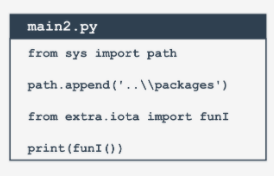 main2.py
from sys import path
path.append('..\\packages')
from extra.iota import funI
print(funI())